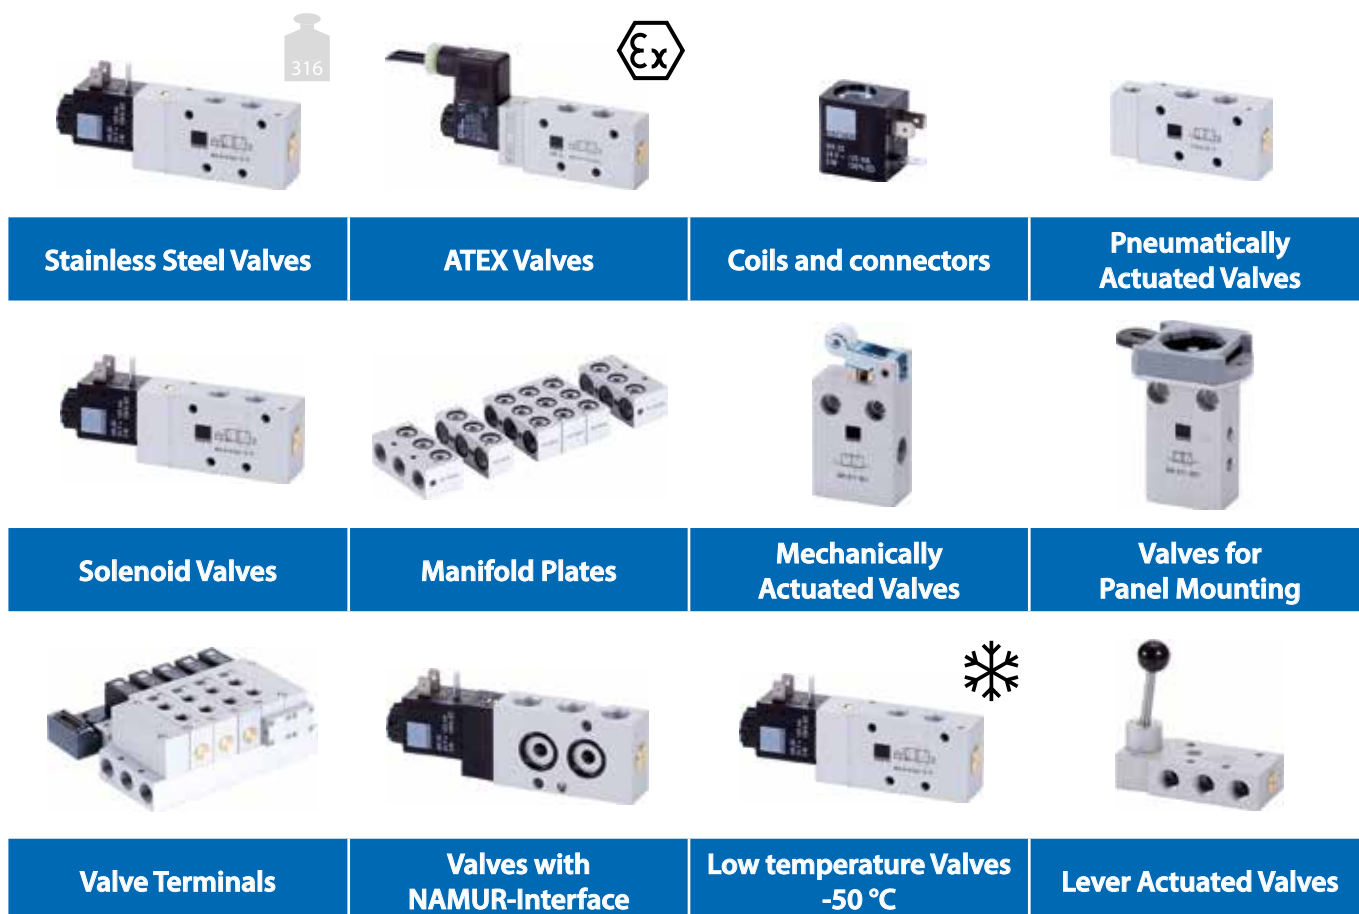 316
Ex
Stainless Steel Valves
ATEX Valves
Coils and connectors
Pneumatically
Actuated Valves
Solenoid Valves
Manifold Plates
Mechanically
Actuated Valves
Valves for
Panel Mounting
Valve Terminals
Valves with
NAMUR-Interface
Low temperature Valves
-50 °C
Lever Actuated Valves